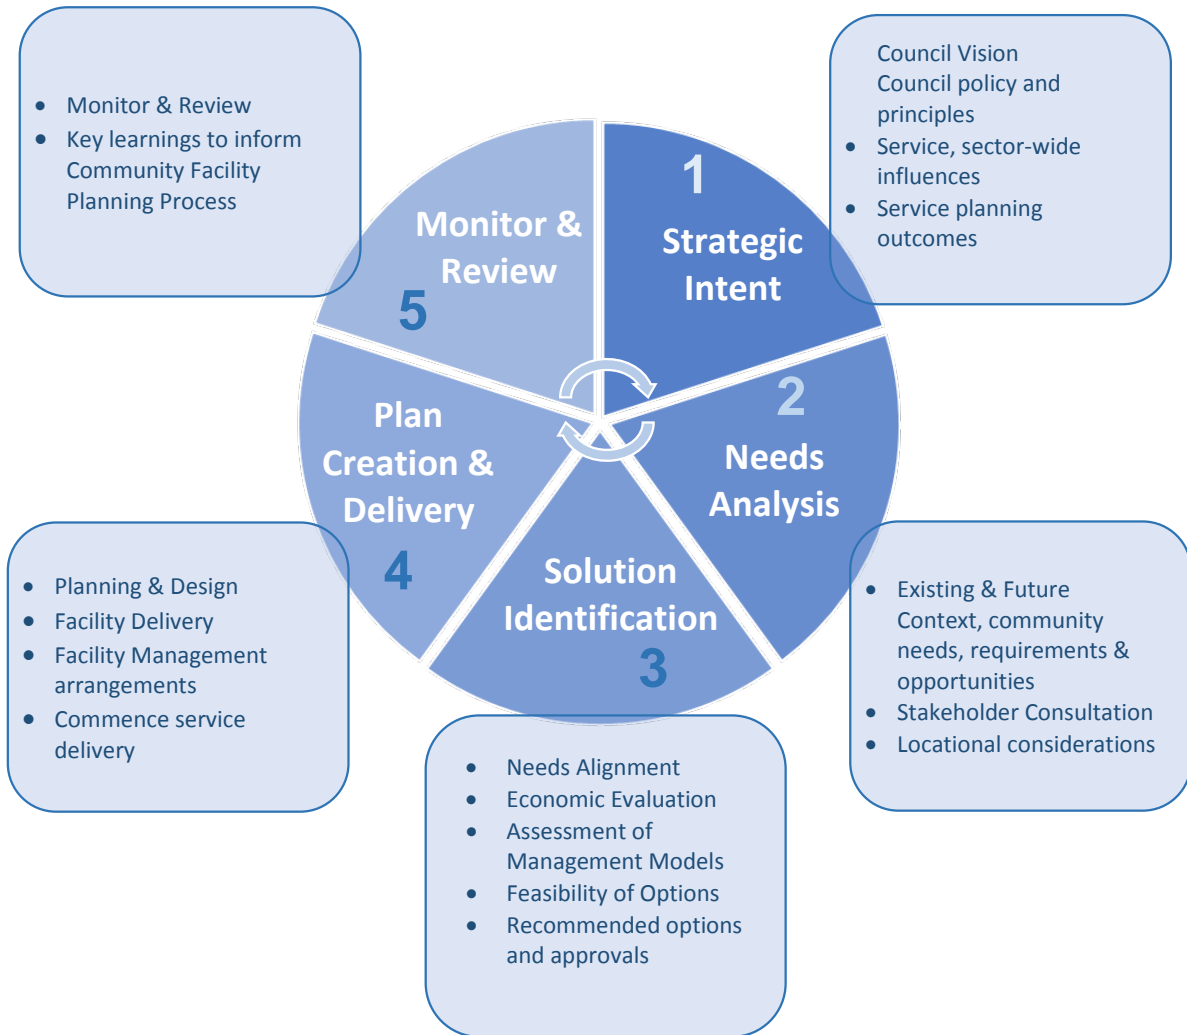 1
Strategic
Intent
Council Vision
Council policy and
principles
• Service, sector-wide
influences
• Service planning
outcomes
2
Needs
Analysis
• Existing & Future
Context, community
needs, requirements &
opportunities
• Stakeholder Consultation
• Locational considerations
Solution
Identification
3
• Needs Alignment
• Economic Evaluation
• Assessment of
Management Models
• Feasibility of Options
• Recommended options
and approvals
Plan
Creation &
Delivery
4
• Planning & Design
• Facility Delivery
• Facility Management
arrangements
• Commence service
delivery
Monitor &
Review
5
• Monitor & Review
• Key learnings to inform
Community Facility
Planning Process